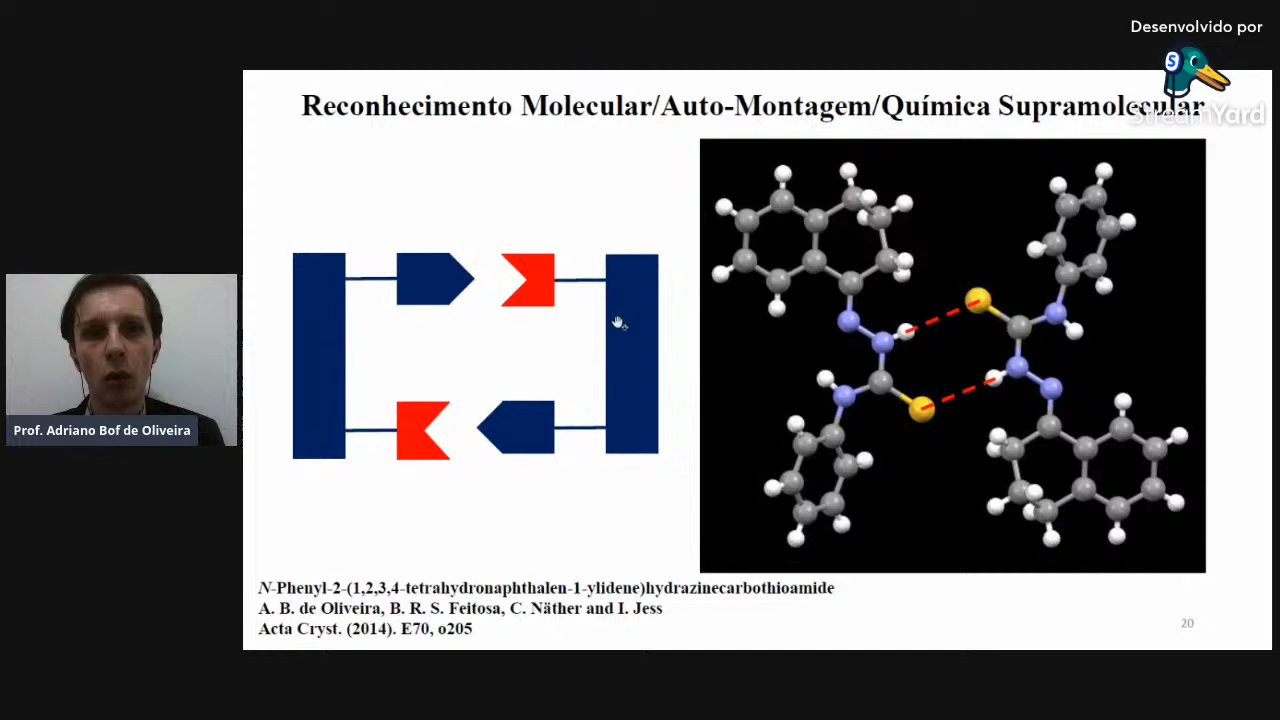 Desenvolvido por
S
StreamYard
Reconhecimento Molecular/Auto-Montagem/Química Supramolecular
Prof. Adriano Bof de Oliveira
N-Phenyl-2-(1,2,3,4-tetrahydronaphthalen-1-ylidene)hydrazinecarbothioamide
A. B. de Oliveira, B. R. S. Feitosa, C. Näther and I. Jess
Acta Cryst. (2014). E70, o205
20